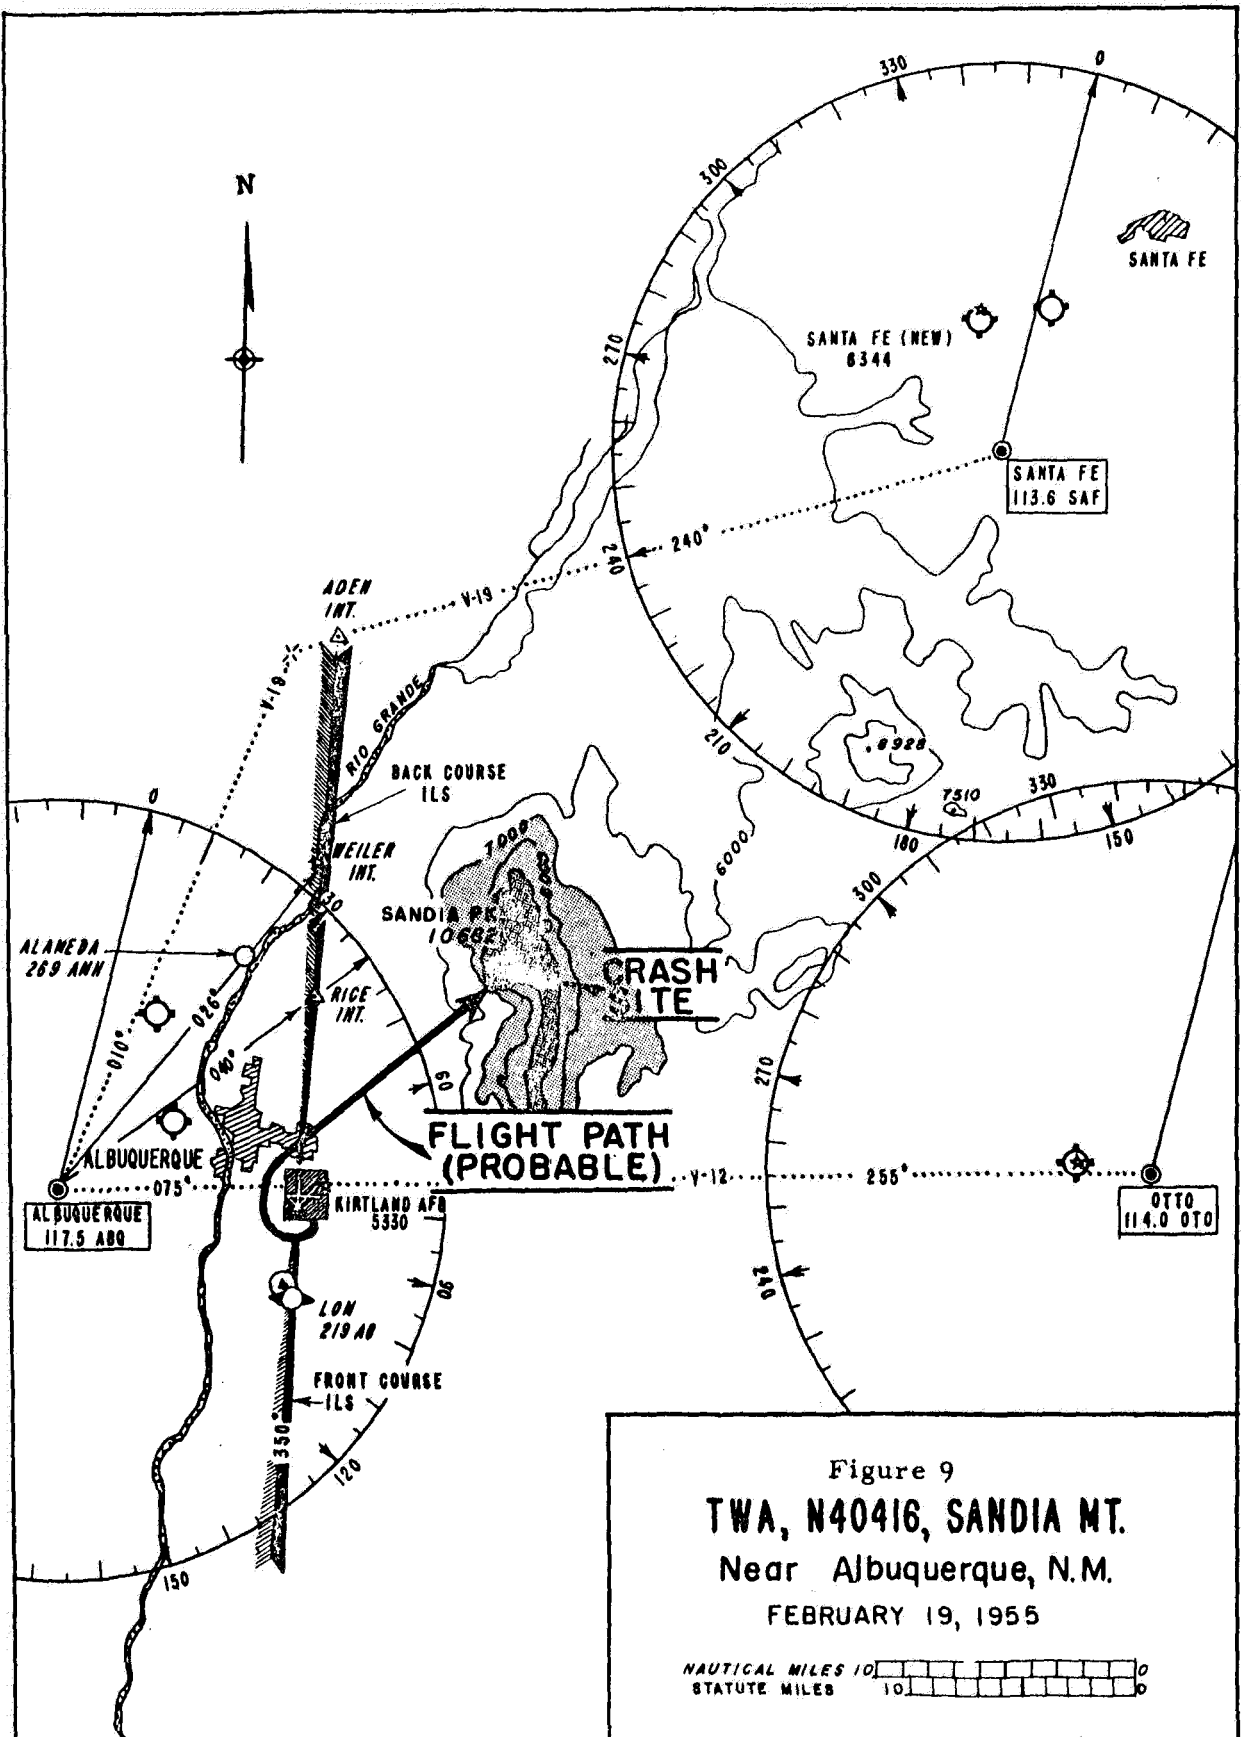 N
330
0
300
SANTA FE
SANTA FE (NEW)
6344
270
SANTA FE
113.6 SAF
240°
240
V-19
ADEN
INT.
V-19
RIO GRANDE
210
8928
7510
330
180
150
BACK COURSE
ILS
0
7000
6000
WEILER
INT.
300
30
SANDIA PK.
10682
ALAMEDA
269 ANH
CRASH
SITE
RICE
INT.
026°
010°
040°
270
60
FLIGHT PATH
(PROBABLE)
ALBUQUERQUE
075°
V-12
255°
ALBUQUERQUE
117.5 ABQ
KIRTLAND AFB
5330
OTTO
114.0 OTO
240
90
LOM
219 AB
FRONT COURSE
ILS
350°
120
150
Figure 9
TWA, N40416, SANDIA MT.
Near Albuquerque, N.M.
FEBRUARY 19, 1955
NAUTICAL MILES 10 0
STATUTE MILES 10 0